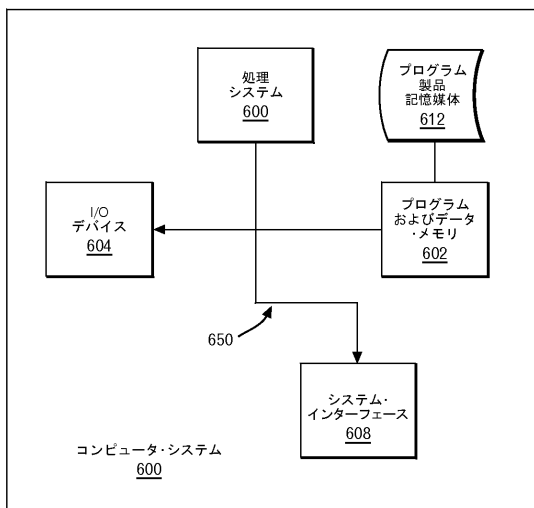 処理
システム
600
プログラム
製品
記憶媒体
612
I/O
デバイス
604
プログラム
およびデータ
・メモリ
602
650
システム・
インターフェース
608
コンピュータ・システム
600